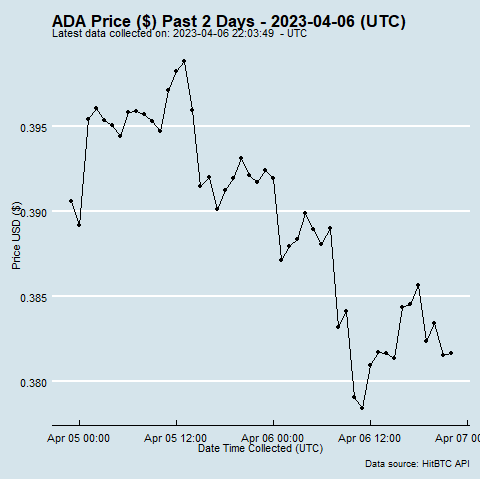 ADA Price ($) Past 2 Days - 2023-04-06 (UTC)
Latest data collected on: 2023-04-06 22:03:49 - UTC
0.395
0.390
0.385
0.380
Price USD ($)
Apr 05 00:00
Apr 05 12:00
Apr 06 00:00
Apr 06 12:00
Apr 07 00
Date Time Collected (UTC)
Data source: HitBTC API